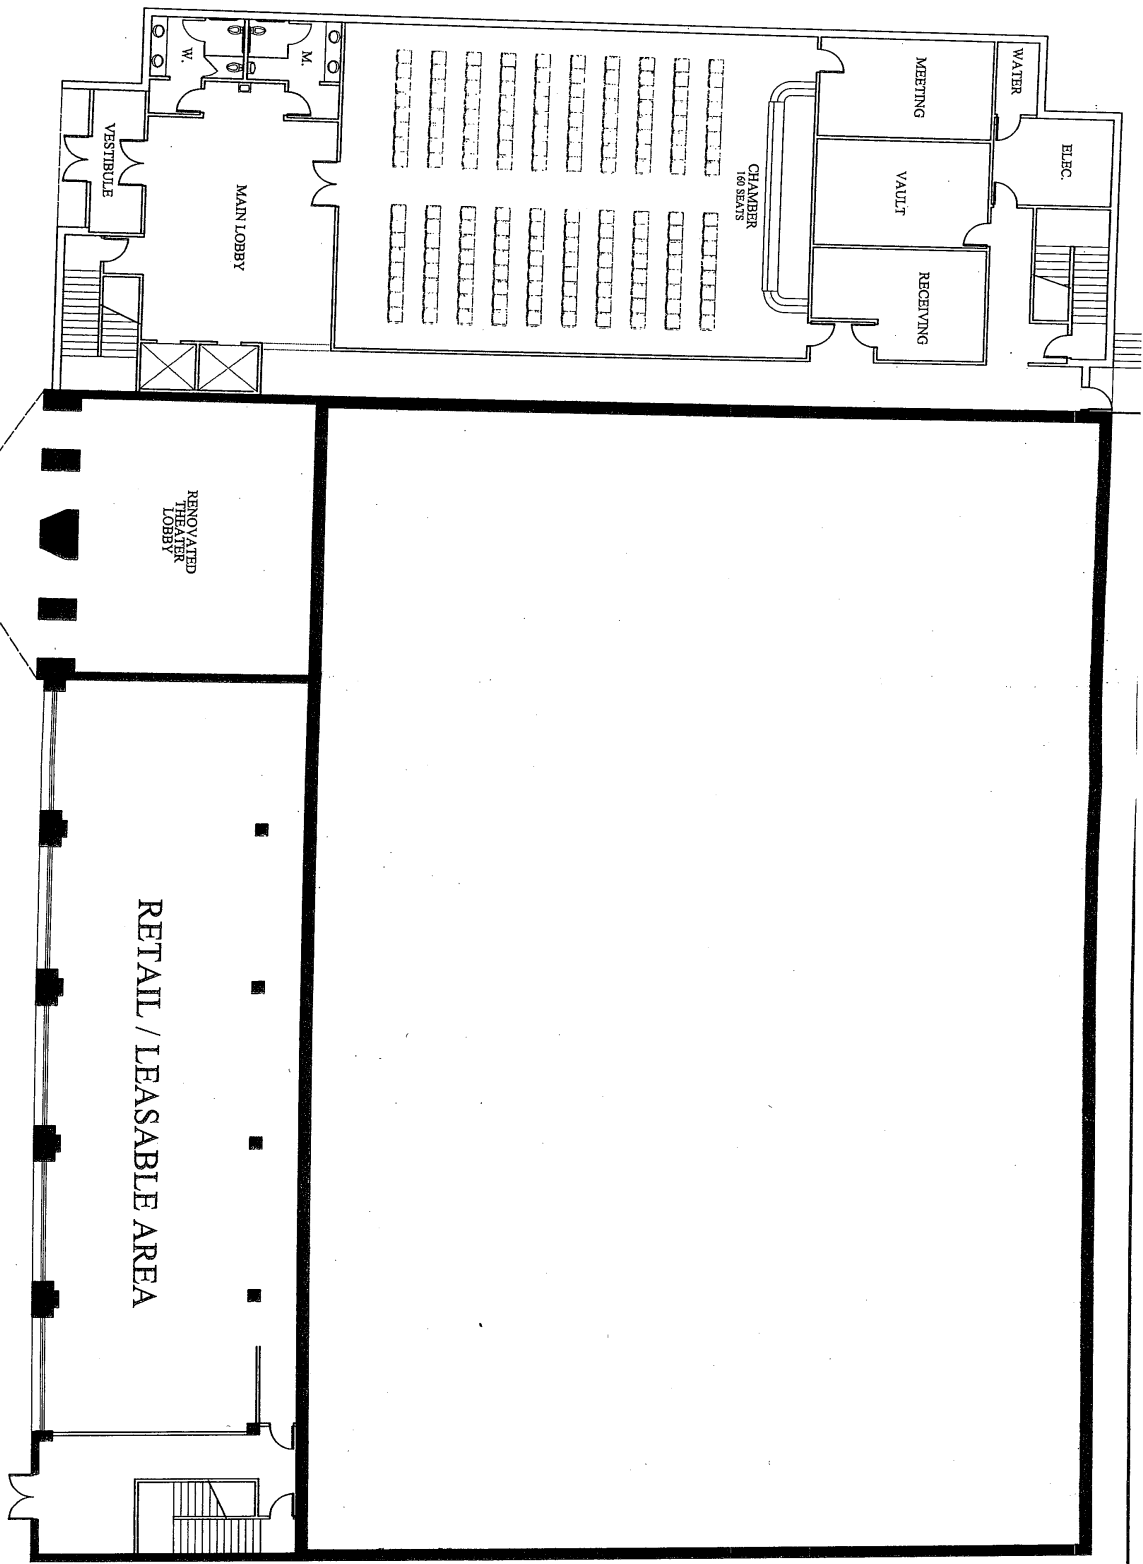 WATER
MEETING
ELEC.
VAULT
RECEIVING
CHAMBER
160 SEATS
M.
W.
VESTIBULE
MAIN LOBBY
RENOVATED
THEATER
LOBBY
RETAIL / LEASABLE AREA